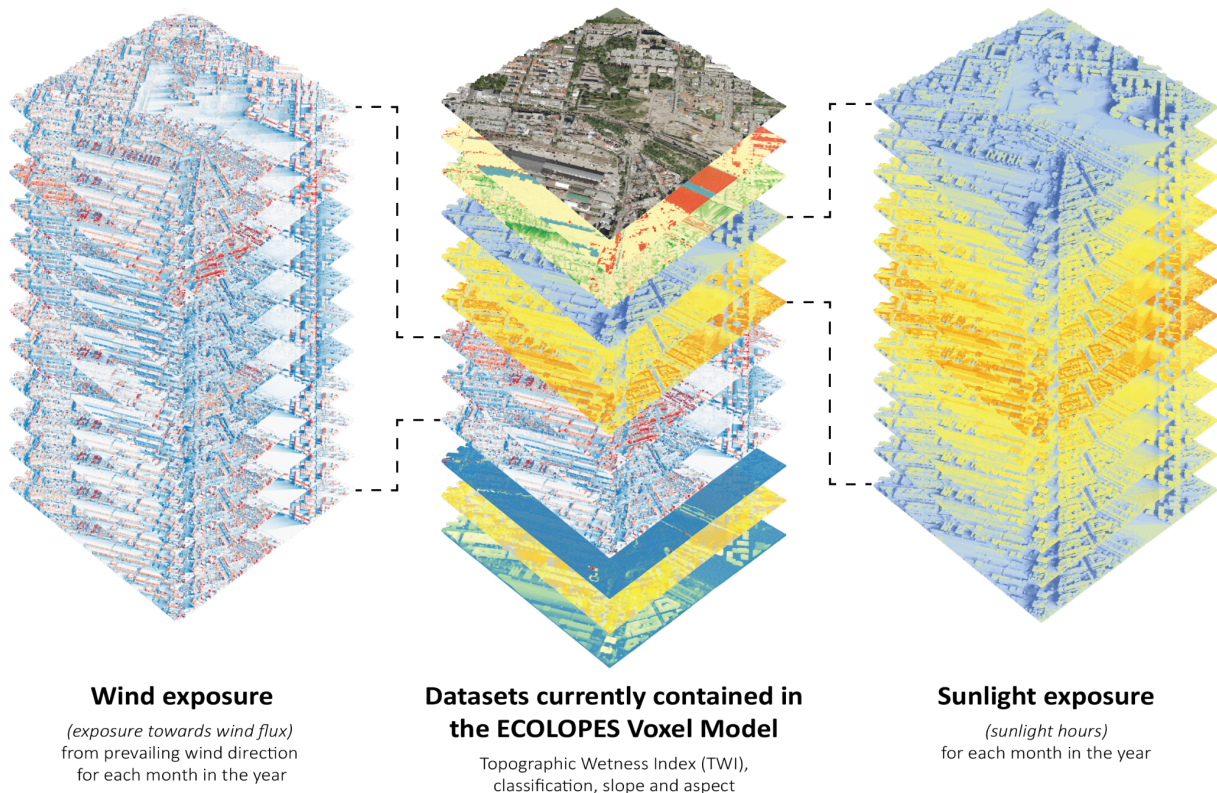 Wind exposure
(exposure towards wind flux)
from prevailing wind direction
for each month in the year
Datasets currently contained in
the ECOLOPES Voxel Model
Topographic Wetness Index (TWI),
classification, slope and aspect
Sunlight exposure
(sunlight hours)
for each month in the year